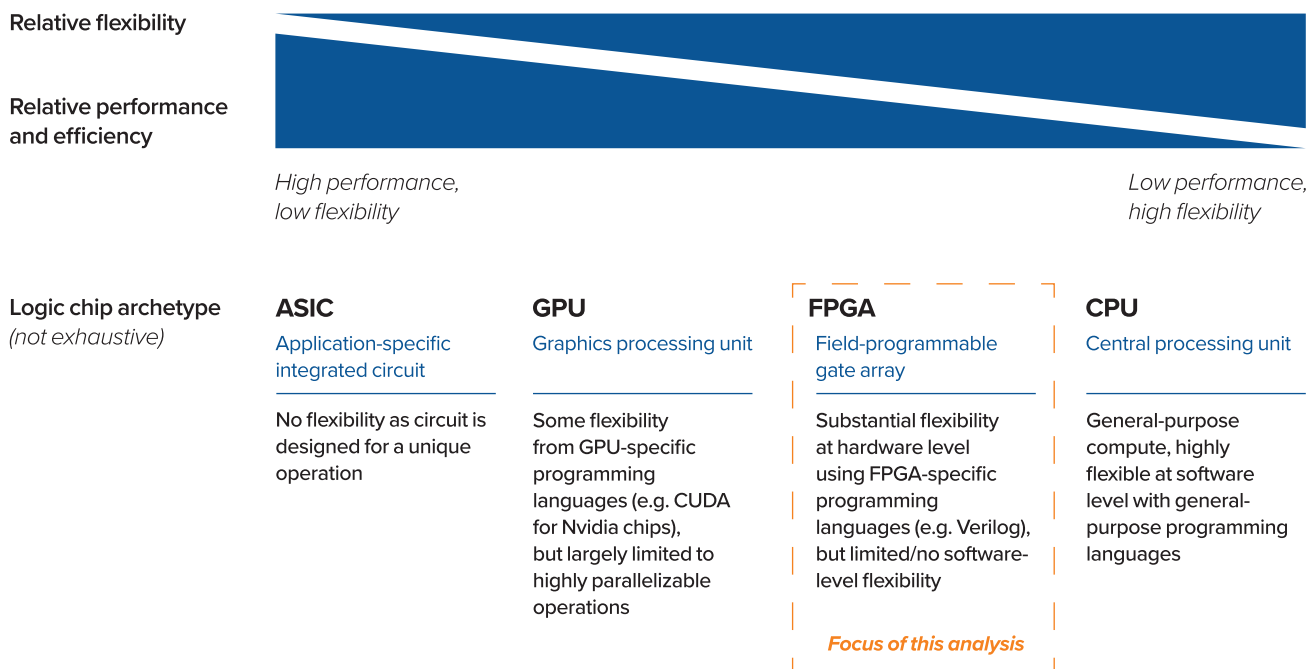 Relative flexibility
Relative performance
and efficiency
High performance,
low flexibility
Low performance,
high flexibility
Logic chip archetype
(not exhaustive)
ASIC
Application-specific
integrated circuit
No flexibility as circuit is
designed for a unique
operation
GPU
Graphics processing unit
Some flexibility
from GPU-specific
programming
languages (e.g. CUDA
for Nvidia chips),
but largely limited to
highly parallelizable
operations
FPGA
Field-programmable
gate array
Substantial flexibility
at hardware level
using FPGA-specific
programming
languages (e.g. Verilog),
but limited/no software-
level flexibility
Focus of this analysis
CPU
Central processing unit
General-purpose
compute, highly
flexible at software
level with general-
purpose programming
languages